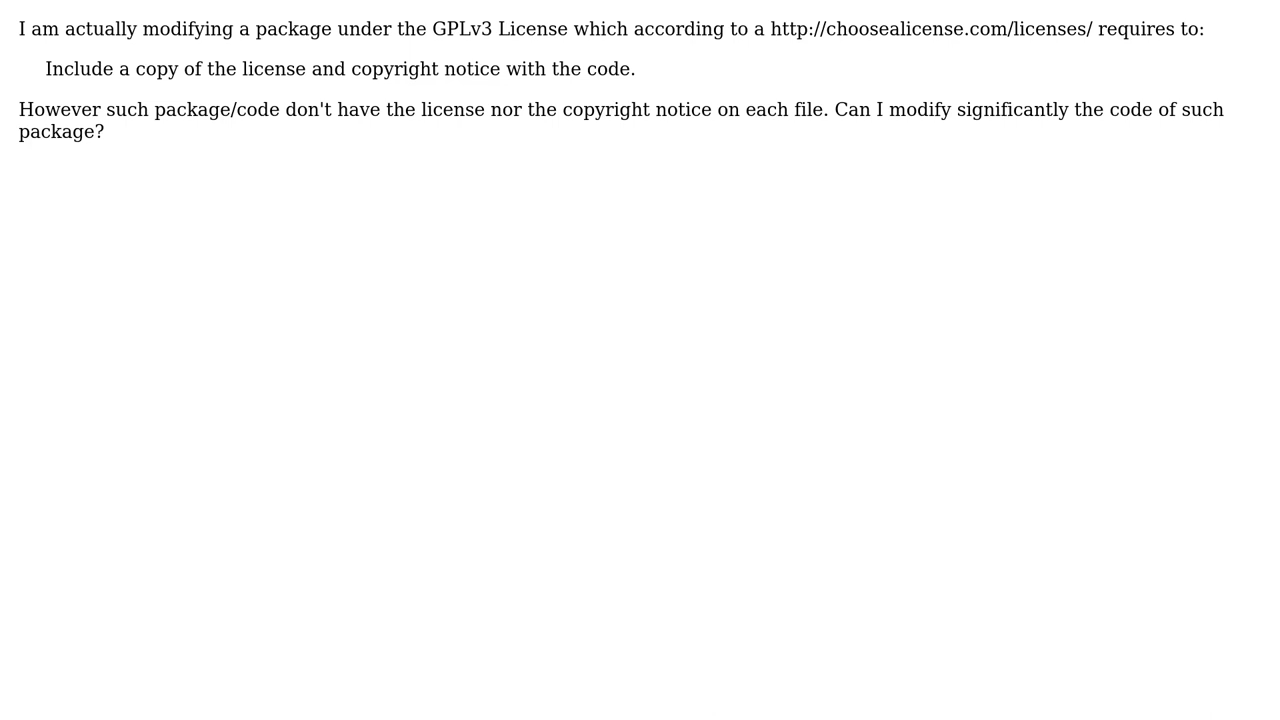 I am actually modifying a package under the GPLv3 License which according to a http://choosealicense.com/licenses/ requires to:
Include a copy of the license and copyright notice with the code.
However such package/code don't have the license nor the copyright notice on each file. Can I modify significantly the code of such
package?